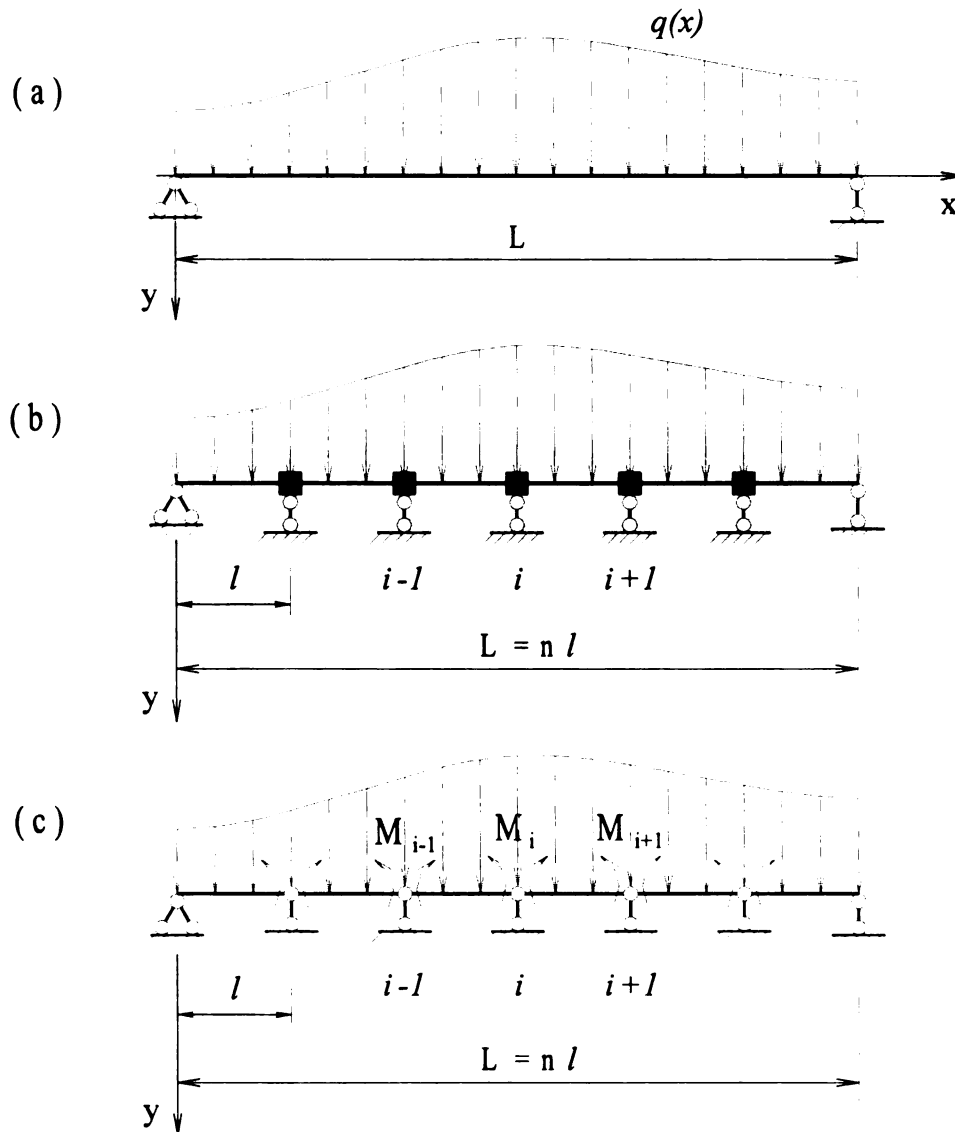 q(x)
(a)
x
L
y
(b)
l
i-1
i
i+1
L = n l
y
(c)
M i-1
M i
M i+1
l
i-1
i
i+1
L = n l
y